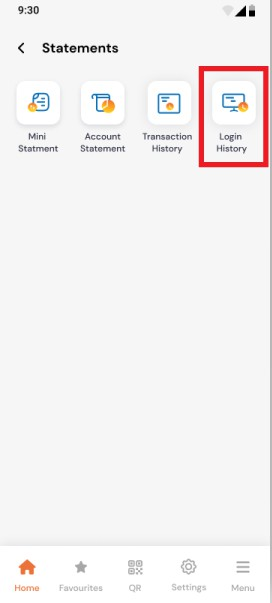 9:30
Statements
Mini
Statment
Account
Statement
Transaction
History
Login
History
Home
Favourites
QR
Settings
Menu